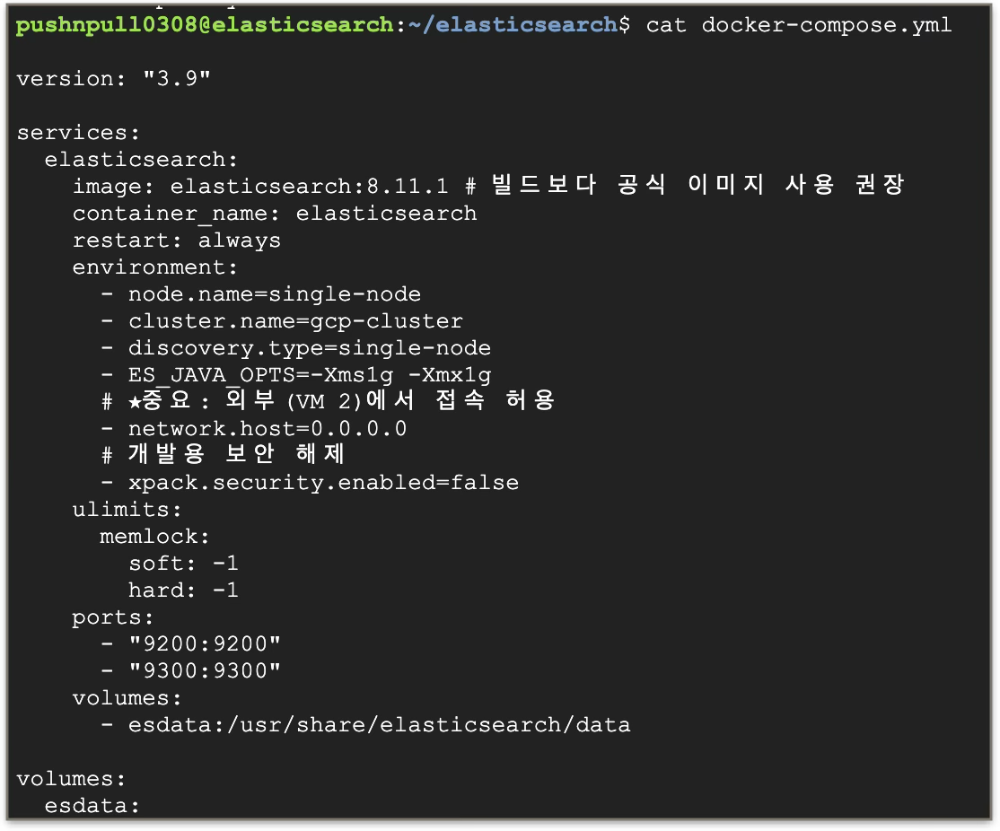 pushnpull0308@elasticsearch:~/elasticsearch$ cat docker-compose.yml
version: "3.9"
services:
  elasticsearch:
    image: elasticsearch:8.11.1 # 빌드보다 공식 이미지 사용 권장
    container_name: elasticsearch
    restart: always
    environment:
      - node.name=single-node
      - cluster.name=gcp-cluster
      - discovery.type=single-node
      - ES_JAVA_OPTS=-Xms1g -Xmx1g
      # ★중요: 외부(VM 2)에서 접속 허용
      - network.host=0.0.0.0
      # 개발용 보안 해제
      - xpack.security.enabled=false
    ulimits:
      memlock:
        soft: -1
        hard: -1
    ports:
      - "9200:9200"
      - "9300:9300"
    volumes:
      - esdata:/usr/share/elasticsearch/data
volumes:
  esdata: